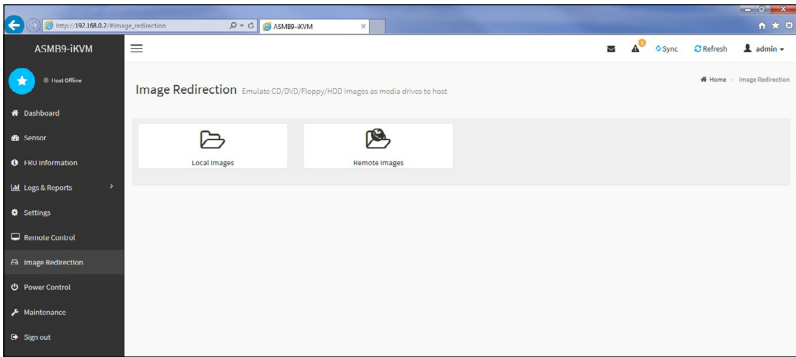 http://192.168.0.2/#image_redirection
ASMB9-iKVM
ASMB9-iKVM
Sync
Refresh
admin
Host Offline
Image Redirection Emulate CD/DVD/Floppy/HDD Images as media drives to host
Home
Image Redirection
Dashboard
Sensor
FRU Information
Logs & Reports
Settings
Remote Control
Image Redirection
Power Control
Maintenance
Sign out
Local Images
Remote Images